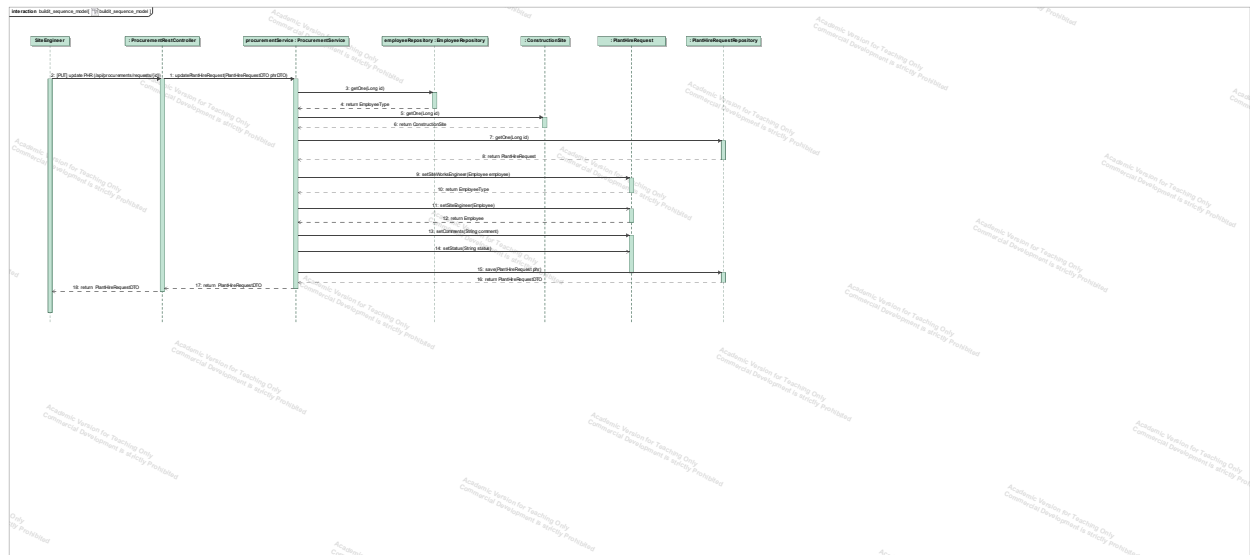 interaction buildit_sequence_model[ buildit_sequence_model ]
SiteEngineer
: ProcurementRestController
procurementService : ProcurementService
employeeRepository : EmployeeRepository
: ConstructionSite
: PlantHireRequest
: PlantHireRequestRepository
2: [PUT] update PHR (/api/procurements/requests/{id})
1: updatePlantHireRequest(PlantHireRequestDTO phrDTO)
3: getOne(Long id)
4: return EmployeeType
5: getOne(Long id)
6: return ConstructionSite
7: getOne(Long id)
8: return PlantHireRequest
9: setSiteWorksEngineer(Employee employee)
10: return EmployeeType
11: setSiteEngineer(Employee)
12: return Employee
13: setComments(String comment)
14: setStatus(String status)
15: save(PlantHireRequest phr)
16: return PlantHireRequestDTO
17: return PlantHireRequestDTO
18: return PlantHireRequestDTO
Academic Version for Teaching Only
Commercial Development is strictly Prohibited